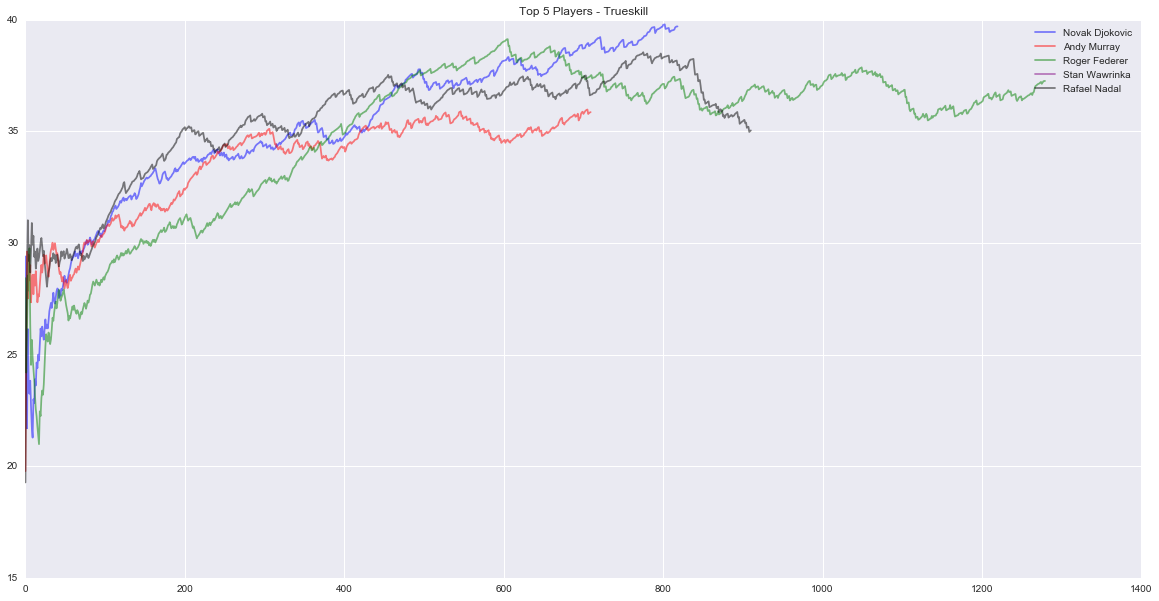 Top 5 Players - Trueskill
Novak Djokovic
Andy Murray
Roger Federer
Stan Wawrinka
Rafael Nadal
40
35
30
25
20
15
0 200 400 600 800 1000 1200 1400